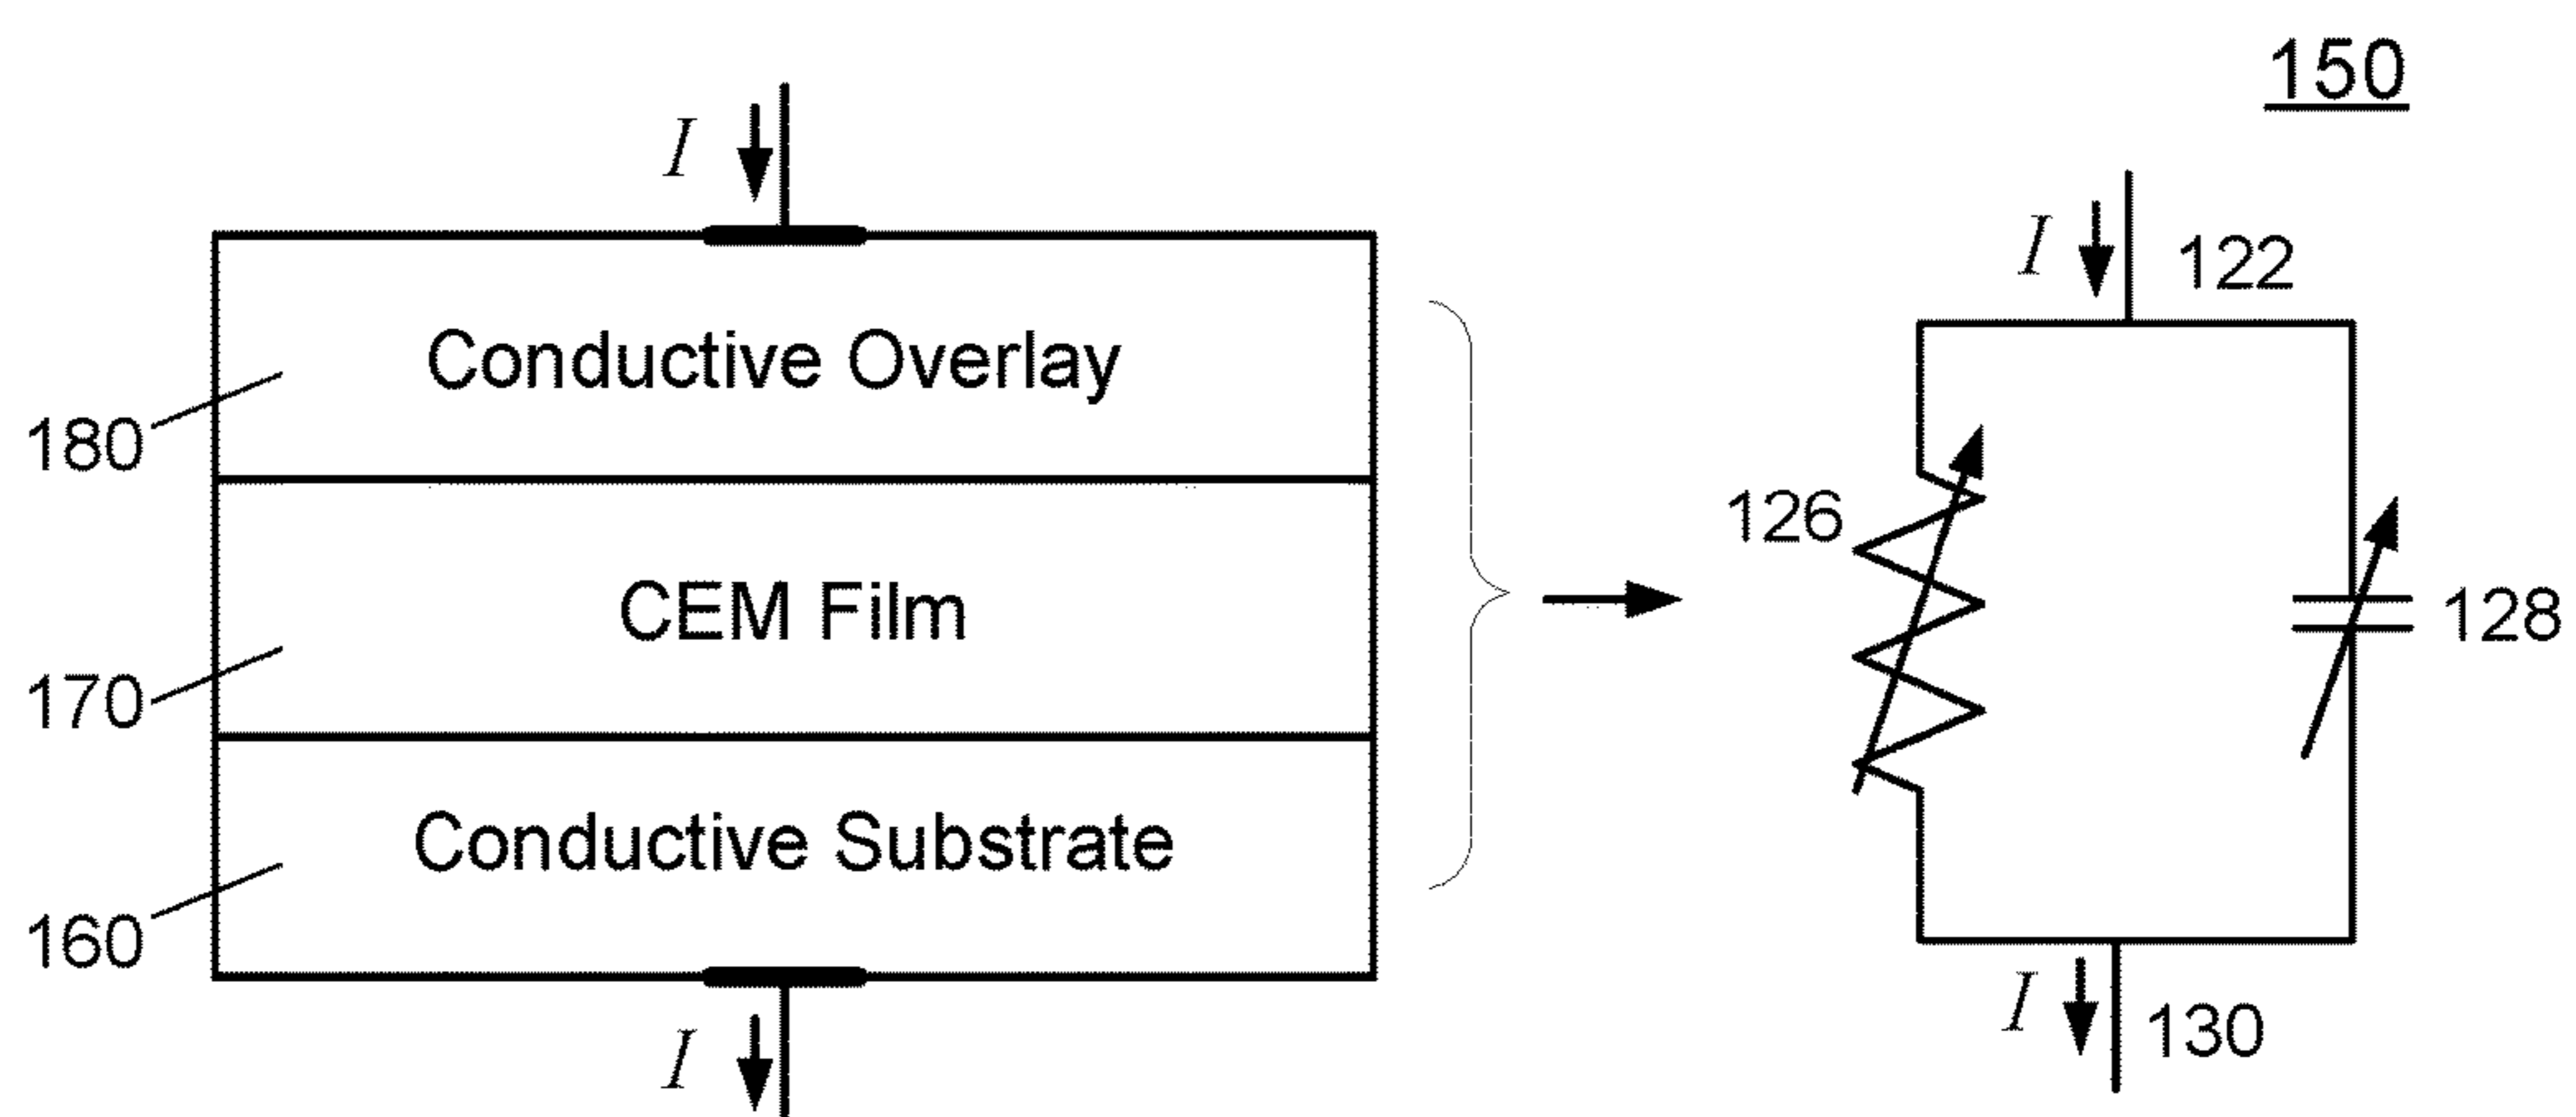 150
I
I
122
Conductive Overlay
180
126
CEM Film
128
170
Conductive Substrate
160
I
130
I